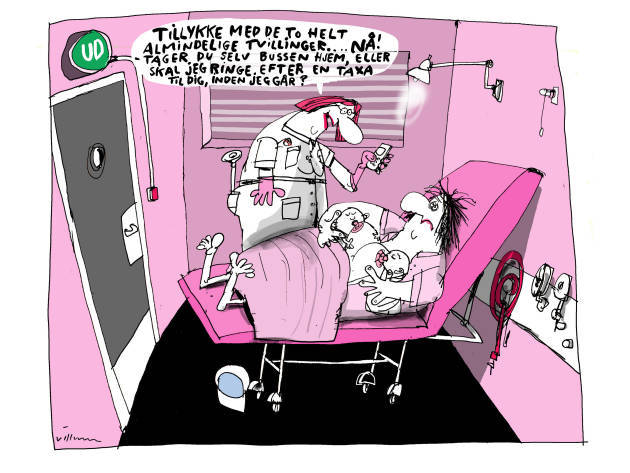 UD
TILLYKKE MED DE TO HELT
ALMINDELIGE TVILLINGER.... NÅ!
- TAGER DU SELV BUSSEN HJEM, ELLER
SKAL JEG RINGE EFTER EN TAXA
TIL DIG, INDEN JEG GÅR?